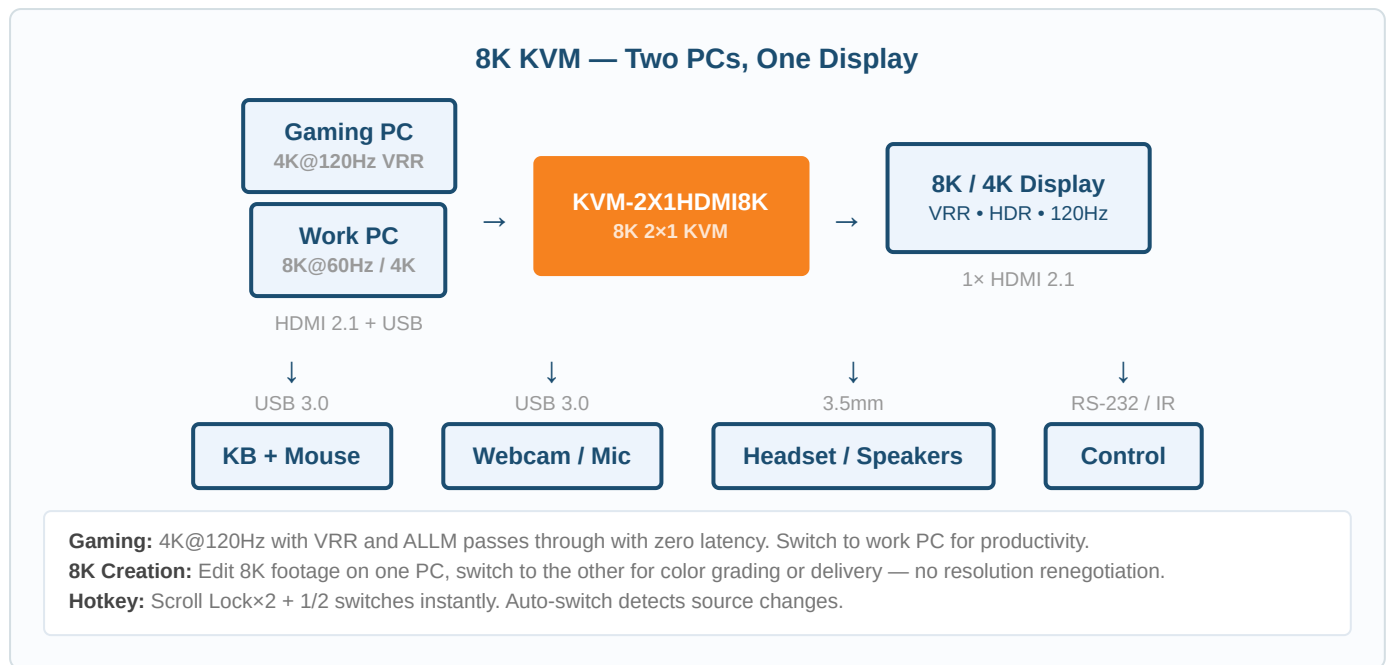 8K KVM — Two PCs, One Display
Gaming PC
4K@120Hz VRR
Work PC
8K@60Hz / 4K
HDMI 2.1 + USB
→
KVM-2X1HDMI8K
8K 2×1 KVM
→
8K / 4K Display
VRR • HDR • 120Hz
1× HDMI 2.1
↓ ↓ ↓ ↓
USB 3.0 USB 3.0 3.5mm RS-232 / IR
KB + Mouse Webcam / Mic Headset / Speakers Control
Gaming: 4K@120Hz with VRR and ALLM passes through with zero latency. Switch to work PC for productivity.
8K Creation: Edit 8K footage on one PC, switch to the other for color grading or delivery — no resolution renegotiation.
Hotkey: Scroll Lock×2 + 1/2 switches instantly. Auto-switch detects source changes.